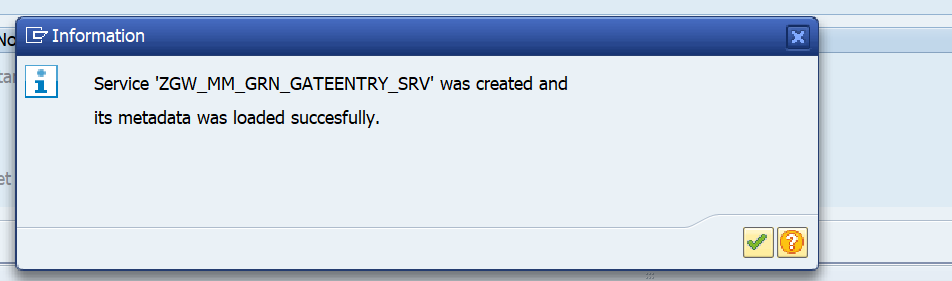 Information
Service 'ZGW_MM_GRN_GATEENTRY_SRV' was created and
its metadata was loaded succesfully.